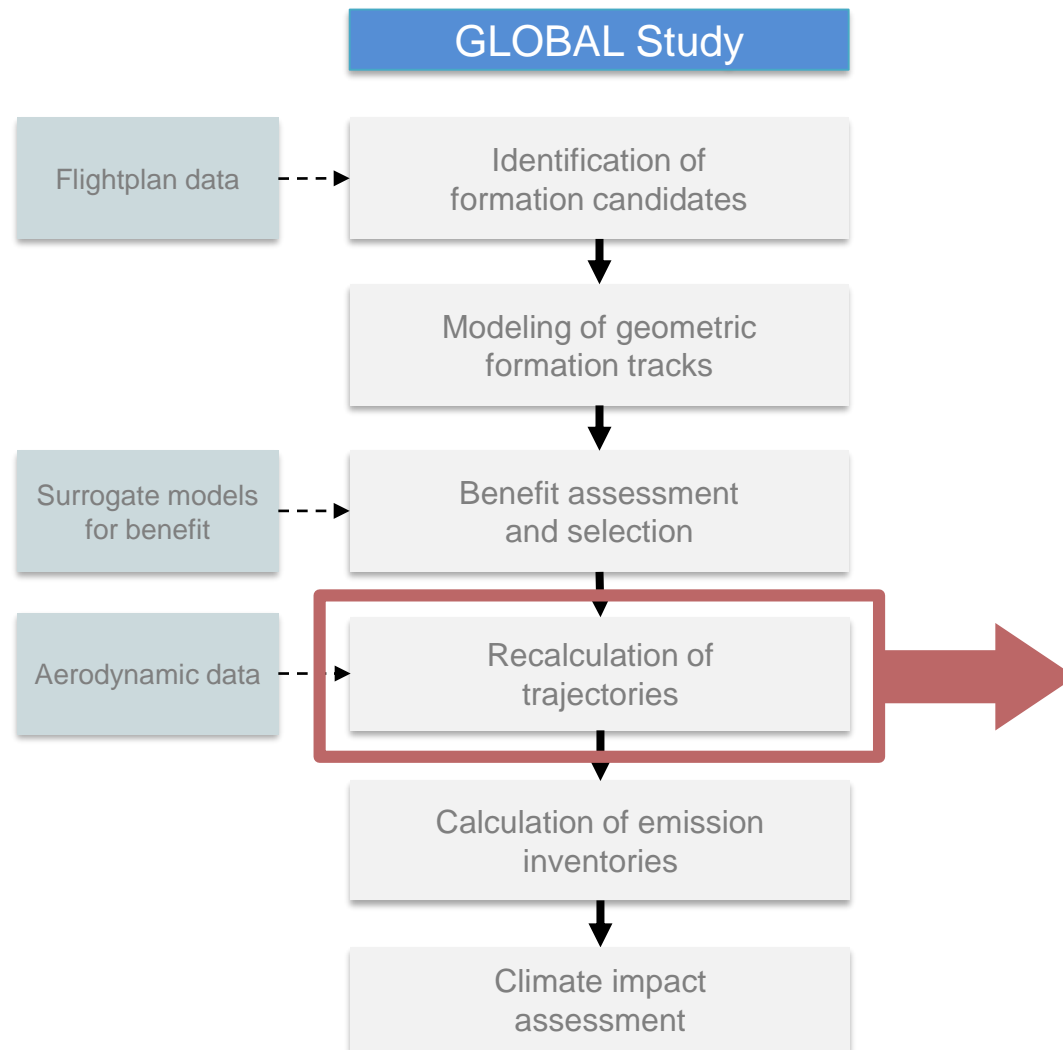 GLOBAL Study
Flightplan data
Identification of
formation candidates
Modeling of geometric
formation tracks
Surrogate models
for benefit
Benefit assessment
and selection
Aerodynamic data
Recalculation of
trajectories
Calculation of emission
inventories
Climate impact
assessment